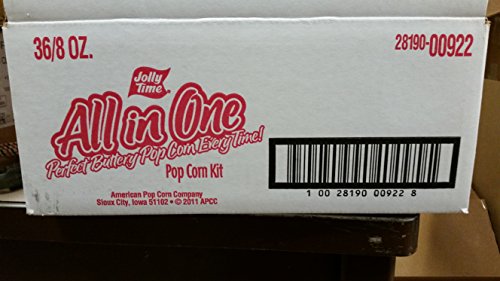 36/8 OZ.
28190-00922
Jolly
Time
All in One
Perfect Buttery Pop Corn, Every Time!
Pop Corn Kit
American Pop Corn Company
Sioux City, Iowa 51102 • © 2011 APCC
1 00 28190 00922 8